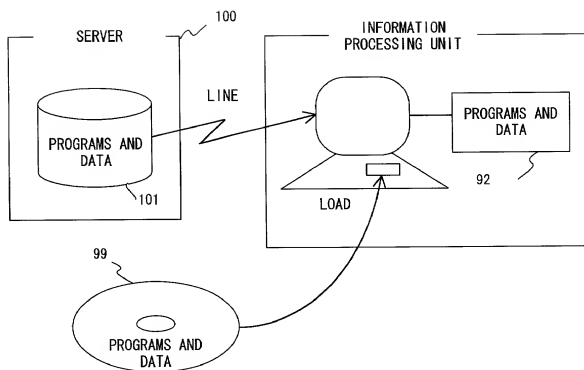 SERVER
100
INFORMATION
PROCESSING UNIT
LINE
PROGRAMS AND
DATA
101
PROGRAMS AND
DATA
92
LOAD
99
PROGRAMS AND
DATA